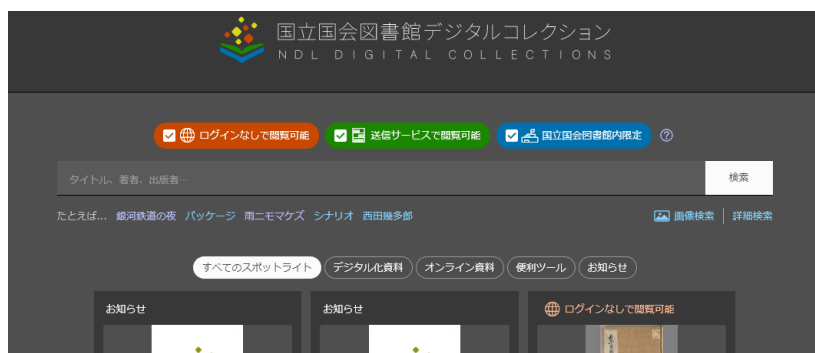 国立国会図書館デジタルコレクション
NDL DIGITAL COLLECTIONS
ログインなしで閲覧可能 送信サービスで閲覧可能 国立国会図書館内限定
タイトル、著者、出版者… 検索
たとえば... 銀河鉄道の夜 パッケージ 雨ニモマケズ シナリオ 西田幾多郎 画像検索 詳細検索
すべてのスポットライト デジタル化資料 オンライン資料 便利ツール お知らせ
お知らせ お知らせ ログインなしで閲覧可能